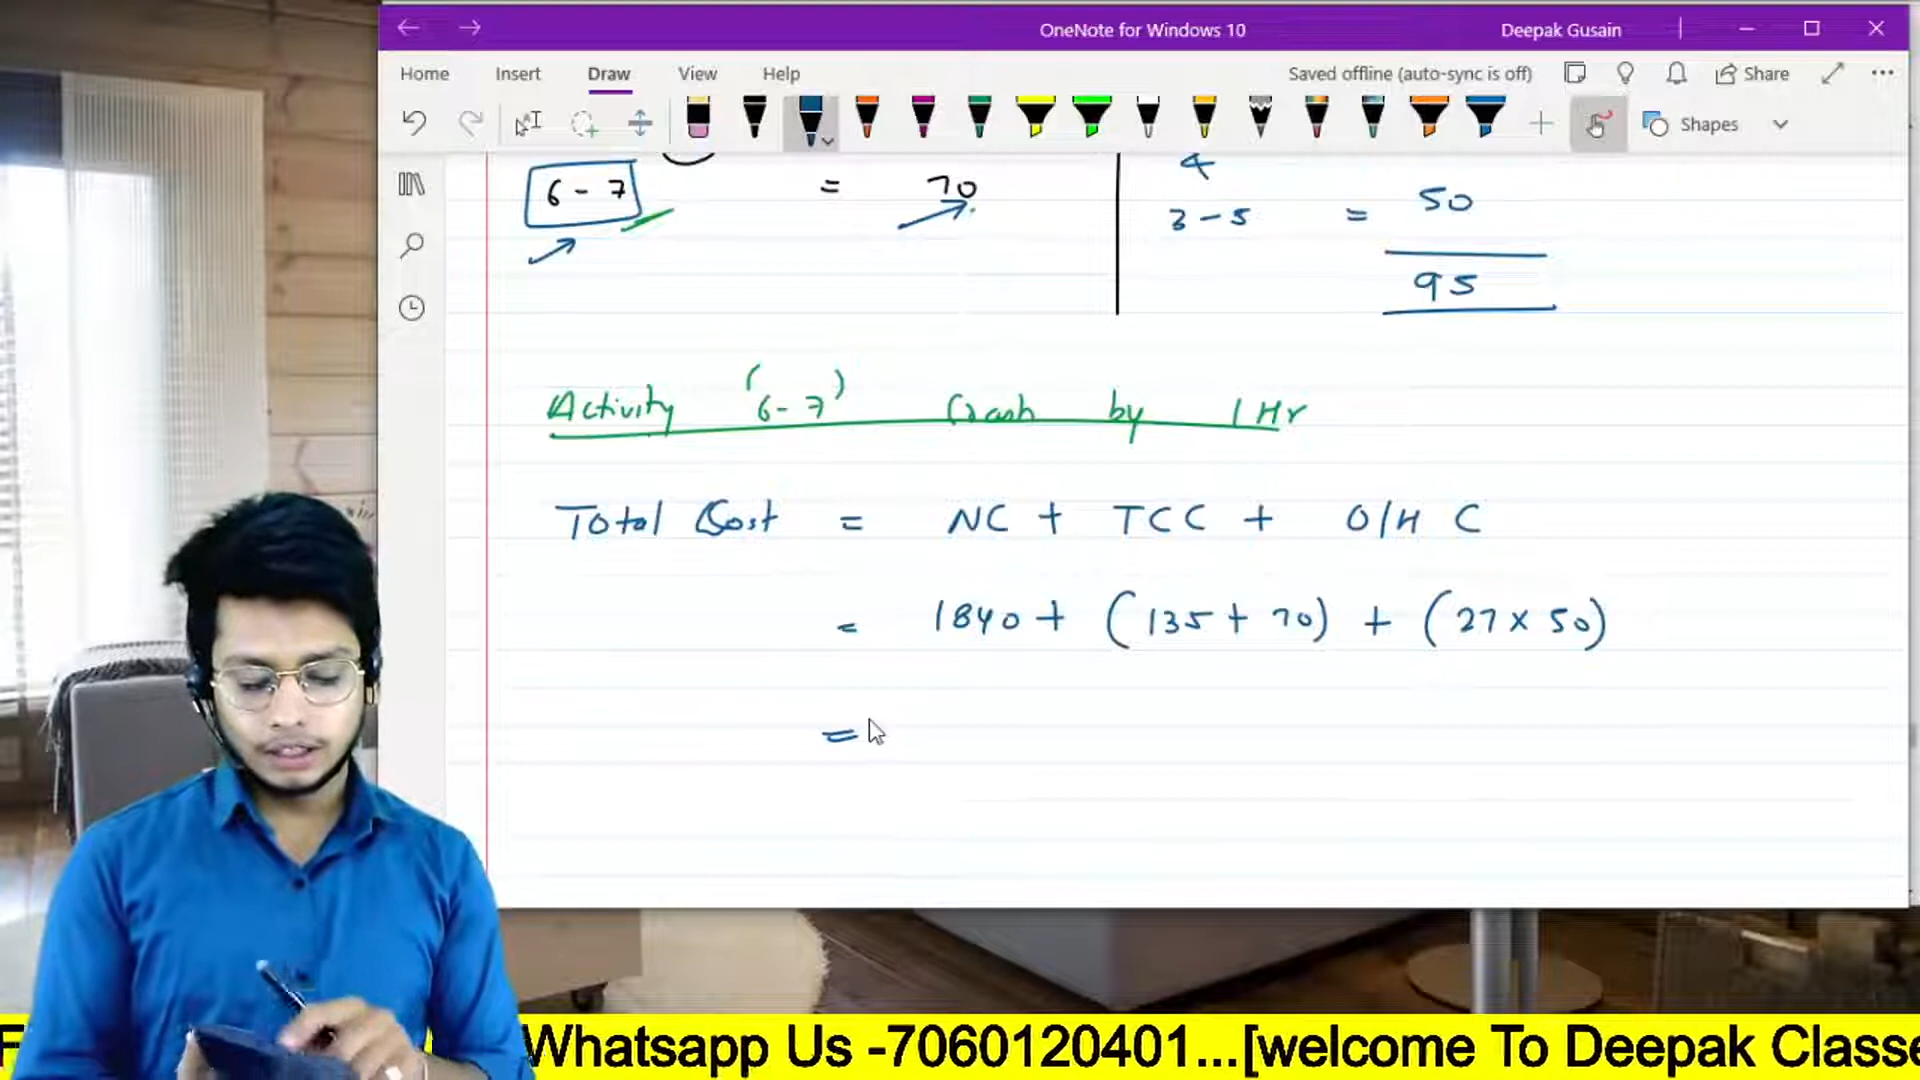 OneNote for Windows 10 Deepak Gusain
Home Insert Draw View Help Saved offline (auto-sync is off) Share
Shapes
6 - 7 = 70
4
3 - 5 = 50
95
Activity (6-7) Crash by 1 Hr
Total Cost = NC + TCC + O/H C
= 1840 + (135 + 70) + (27 x 50)
=
Whatsapp Us -7060120401...[welcome To Deepak Classe